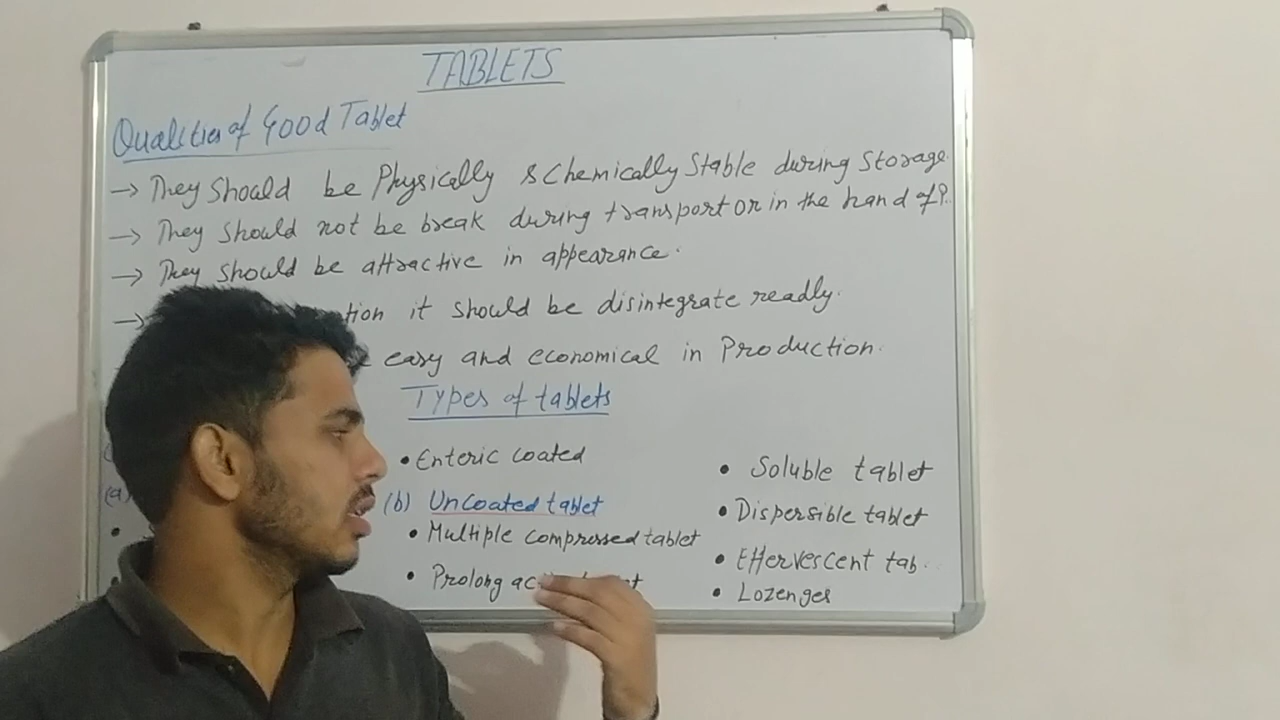 TABLETS
Qualities of Good Tablet
→ They Should be Physically & Chemically Stable during Storage.
→ They Should not be break during transport or in the hand of P.
→ They should be attractive in appearance.
→ it should be disintegrate readly.
easy and economical in Production.
Types of tablets
• Enteric coated
(a)
(b) Uncoated tablet
• Multiple compressed tablet
• Prolong
• Soluble tablet
• Dispersible tablet
• Effervescent tab.
• Lozenges